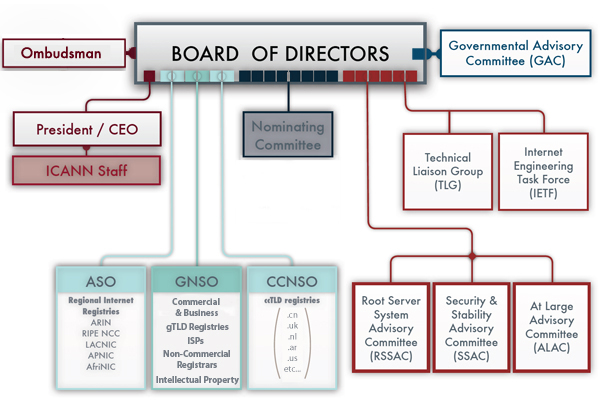 BOARD OF DIRECTORS
Ombudsman
Governmental Advisory
Committee (GAC)
President / CEO
ICANN Staff
Nominating
Committee
Technical
Liaison Group
(TLG)
Internet
Engineering
Task Force
(IETF)
ASO
Regional Internet
Registries
ARIN
RIPE NCC
LACNIC
APNIC
AfriNIC
GNSO
Commercial
& Business
gTLD Registries
ISPs
Non-Commercial
Registrars
Intellectual Property
CCNSO
ccTLD registries
.cn
.uk
.nl
.ar
.us
etc...
Root Server
System
Advisory
Committee
(RSSAC)
Security &
Stability
Advisory
Committee
(SSAC)
At Large
Advisory
Committee
(ALAC)